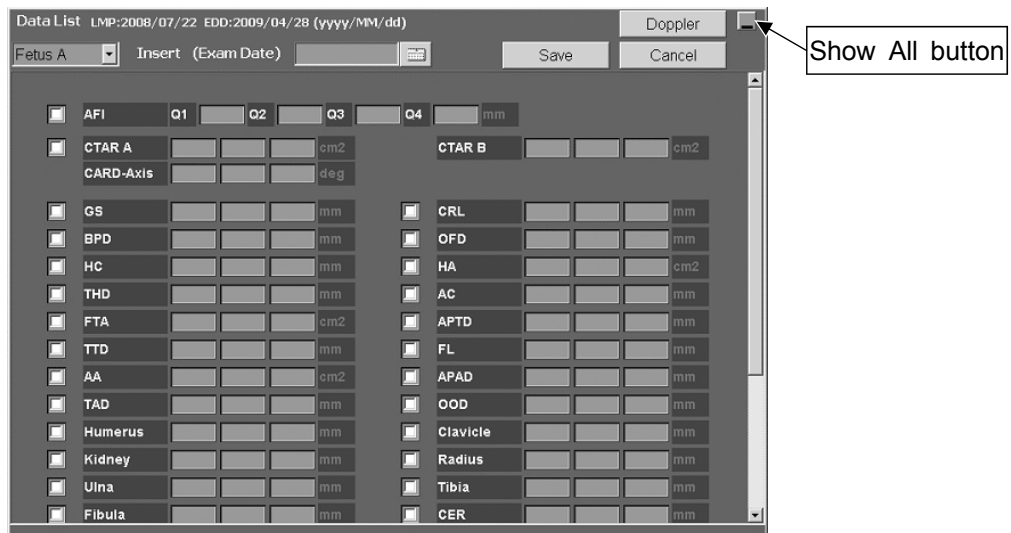 Data List LMP:2008/07/22 EDD:2009/04/28 (yyyy/MM/dd) Doppler
Fetus A Insert (Exam Date) Save Cancel
Show All button
AFI Q1 Q2 Q3 Q4 mm
CTAR A cm2 CTAR B cm2
CARD-Axis deg
GS mm CRL mm
BPD mm OFD mm
HC mm HA cm2
THD mm AC mm
FTA cm2 APTD mm
TTD mm FL mm
AA cm2 APAD mm
TAD mm OOD mm
Humerus mm Clavicle mm
Kidney mm Radius mm
Ulna mm Tibia mm
Fibula mm CER mm